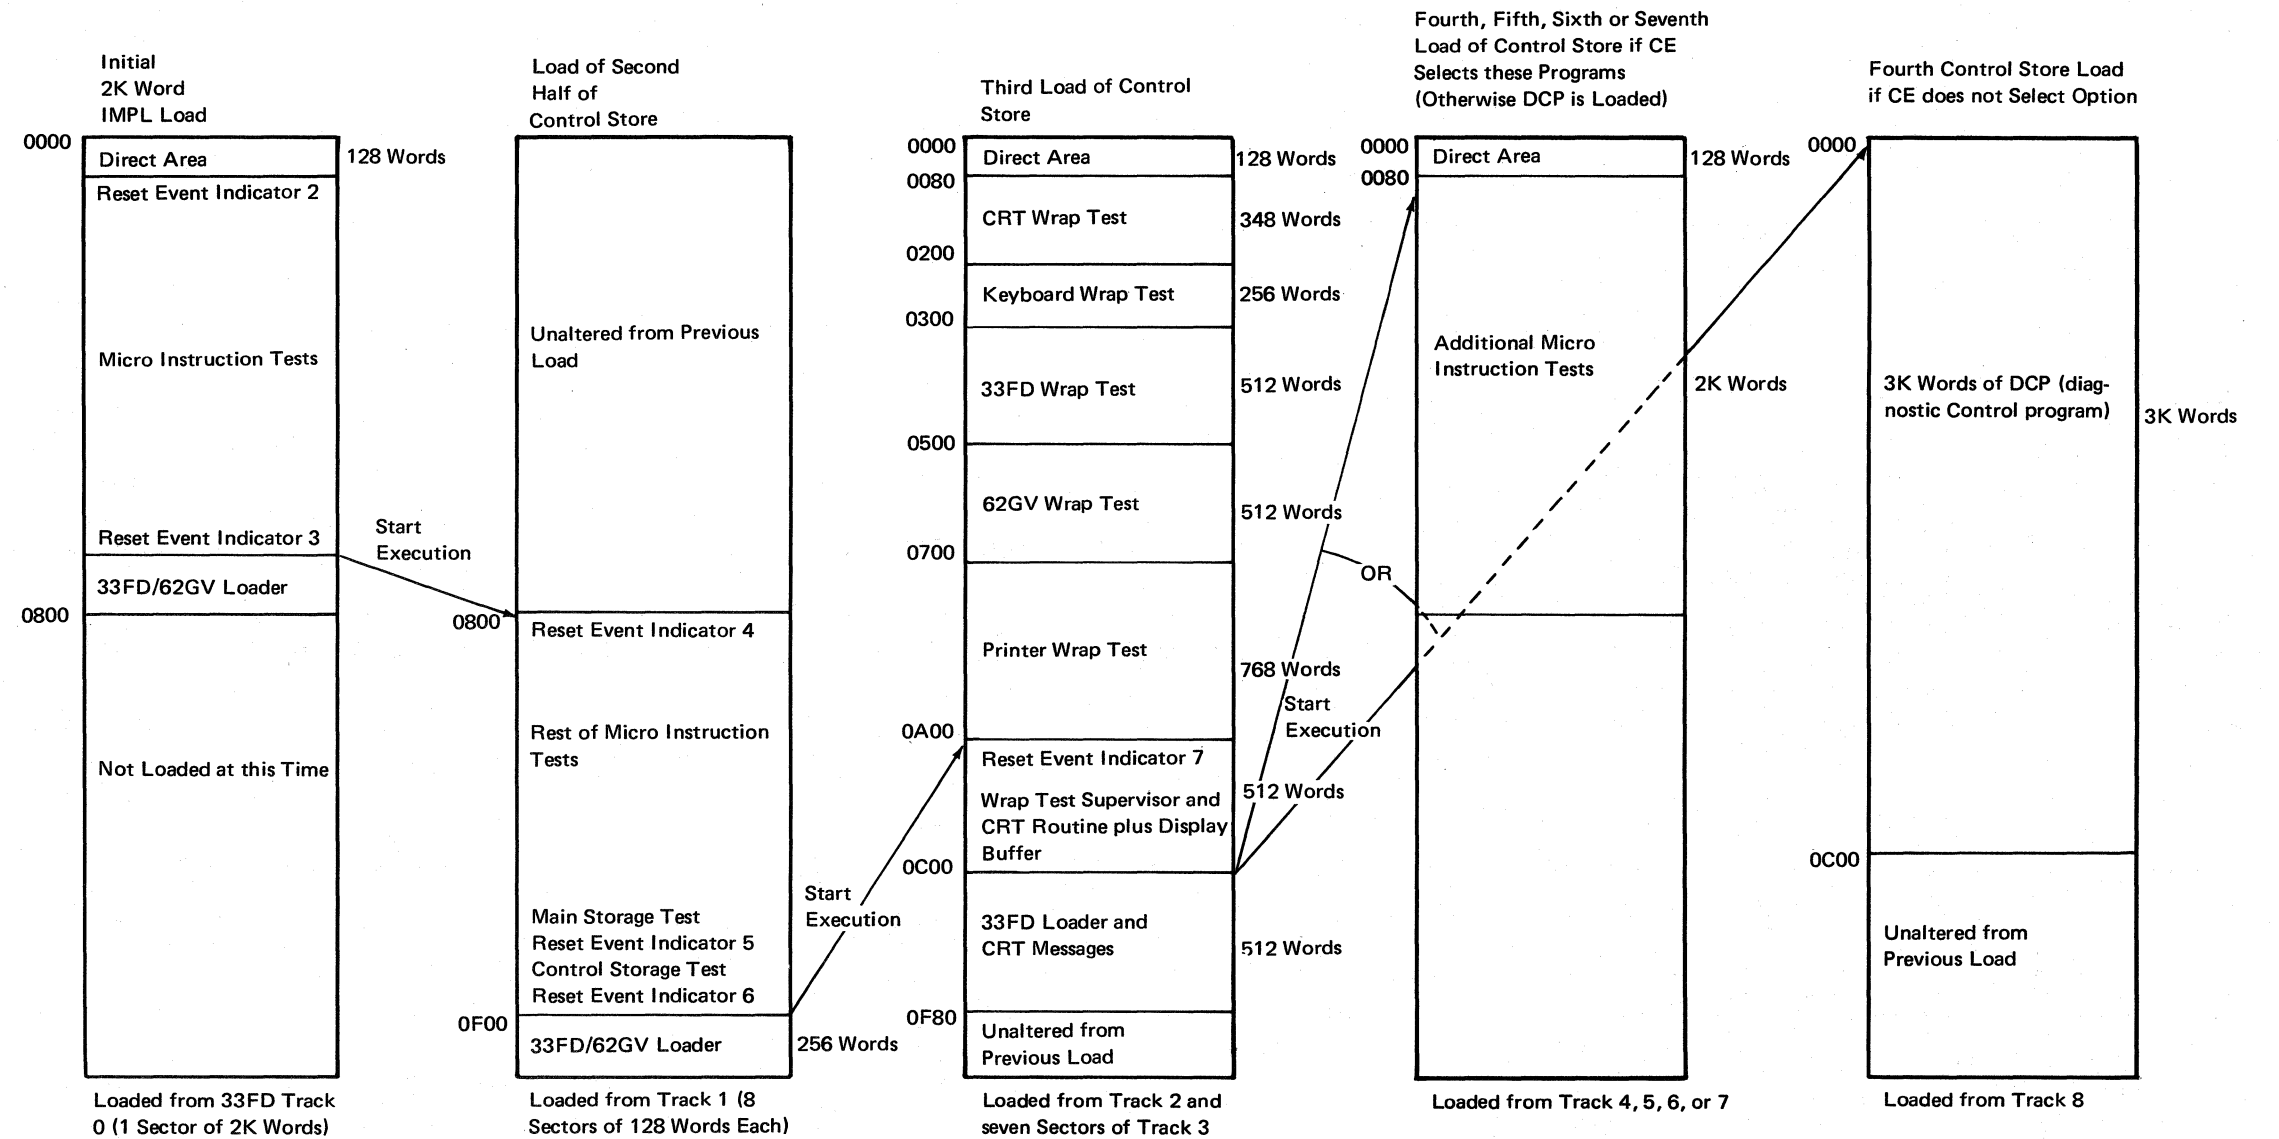 Initial
2K Word
IMPL Load
0000
Direct Area
128 Words
Reset Event Indicator 2
Micro Instruction Tests
Reset Event Indicator 3
33FD/62GV Loader
0800
Not Loaded at this Time
Loaded from 33FD Track
0 (1 Sector of 2K Words)
Start
Execution
Load of Second
Half of
Control Store
Unaltered from Previous
Load
0800
Reset Event Indicator 4
Rest of Micro Instruction
Tests
Main Storage Test
Reset Event Indicator 5
Control Storage Test
Reset Event Indicator 6
0F00
33FD/62GV Loader
256 Words
Loaded from Track 1 (8
Sectors of 128 Words Each)
Start
Execution
Third Load of Control
Store
0000
Direct Area
128 Words
0080
CRT Wrap Test
348 Words
0200
Keyboard Wrap Test
256 Words
0300
33FD Wrap Test
512 Words
0500
62GV Wrap Test
512 Words
0700
Printer Wrap Test
768 Words
0A00
Reset Event Indicator 7
Wrap Test Supervisor and
CRT Routine plus Display
Buffer
512 Words
0C00
33FD Loader and
CRT Messages
512 Words
0F80
Unaltered from
Previous Load
Loaded from Track 2 and
seven Sectors of Track 3
Start
Execution
OR
Fourth, Fifth, Sixth or Seventh
Load of Control Store if CE
Selects these Programs
(Otherwise DCP is Loaded)
0000
Direct Area
128 Words
0080
Additional Micro
Instruction Tests
2K Words
Loaded from Track 4, 5, 6, or 7
Fourth Control Store Load
if CE does not Select Option
0000
3K Words of DCP (diag-
nostic Control program)
3K Words
0C00
Unaltered from
Previous Load
Loaded from Track 8